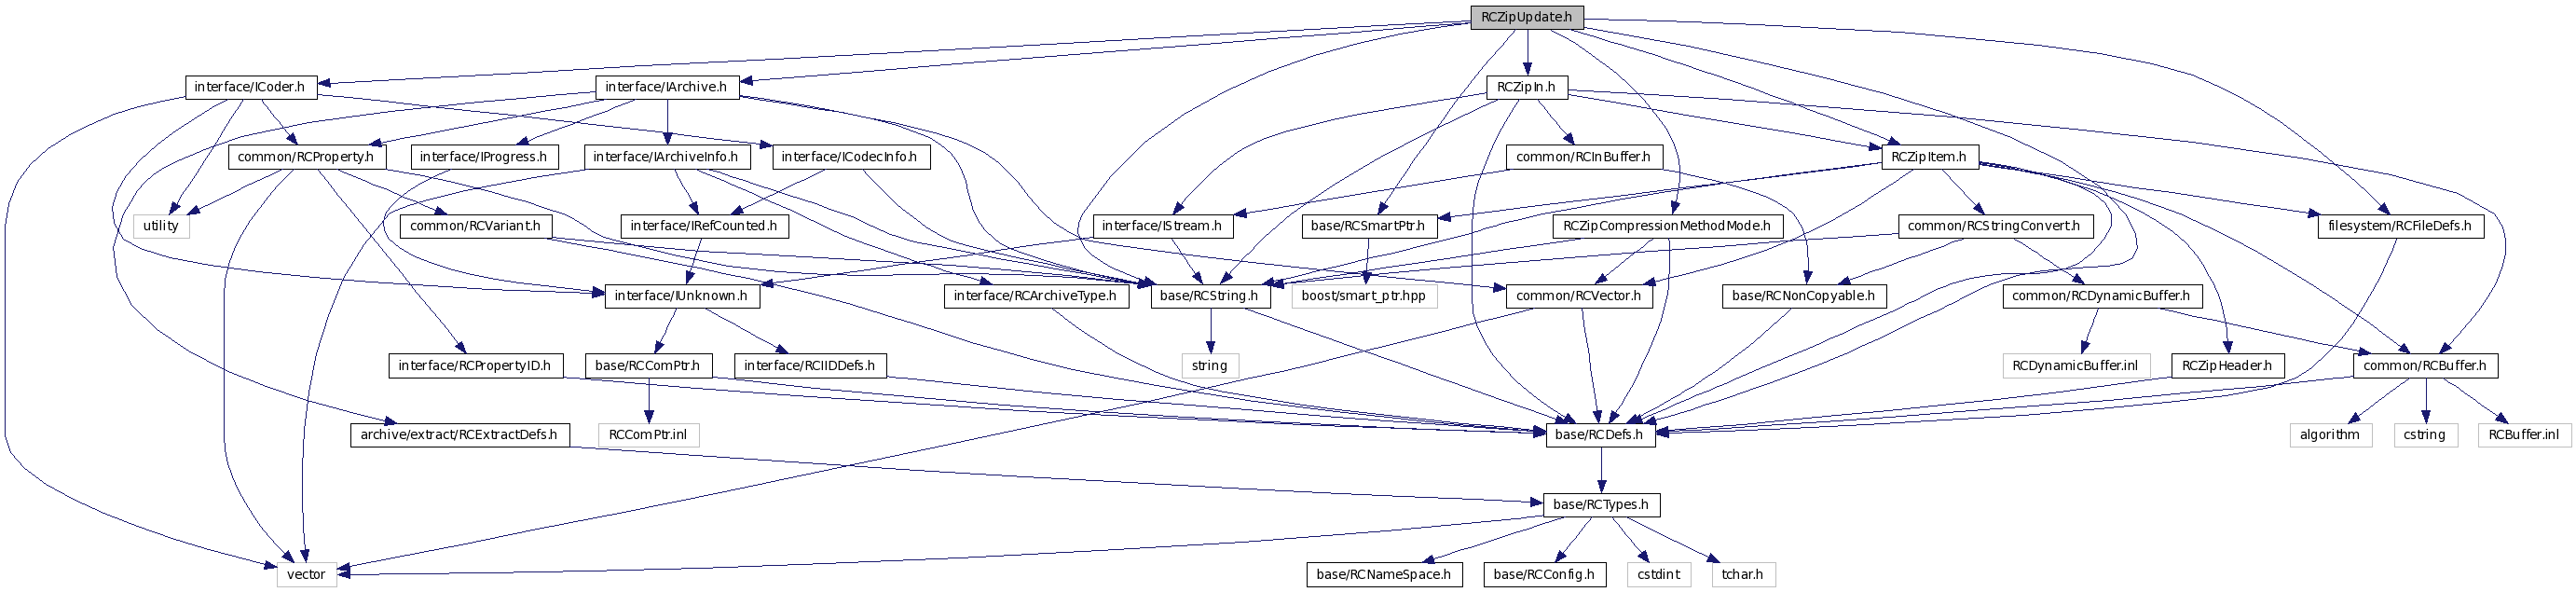 RCZipUpdate.h
interface/ICoder.h
interface/IArchive.h
RCZipIn.h
common/RCProperty.h
interface/IProgress.h
interface/IArchiveInfo.h
interface/ICodecInfo.h
common/RCInBuffer.h
RCZipItem.h
utility
common/RCVariant.h
interface/IRefCounted.h
interface/IStream.h
base/RCSmartPtr.h
RCZipCompressionMethodMode.h
common/RCStringConvert.h
filesystem/RCFileDefs.h
interface/IUnknown.h
interface/RCArchiveType.h
base/RCString.h
boost/smart_ptr.hpp
common/RCVector.h
base/RCNonCopyable.h
common/RCDynamicBuffer.h
interface/RCPropertyID.h
base/RCComPtr.h
interface/RCIIDDefs.h
string
RCDynamicBuffer.inl
RCZipHeader.h
common/RCBuffer.h
archive/extract/RCExtractDefs.h
RCComPtr.inl
base/RCDefs.h
algorithm
cstring
RCBuffer.inl
base/RCTypes.h
vector
base/RCNameSpace.h
base/RCConfig.h
cstdint
tchar.h